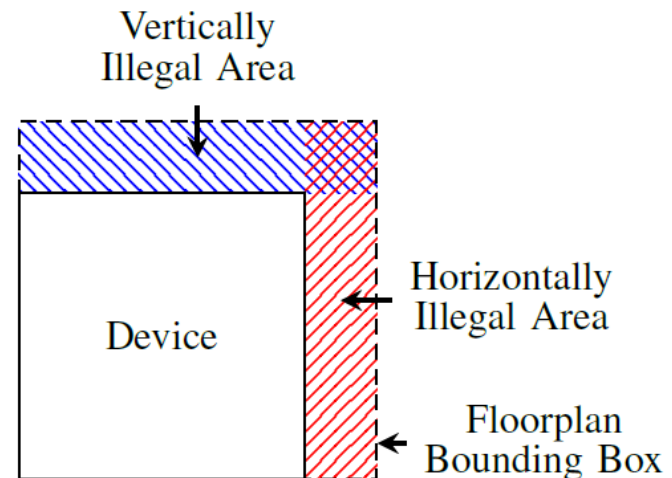 Vertically
Illegal Area
Device
Horizontally
Illegal Area
Floorplan
Bounding Box